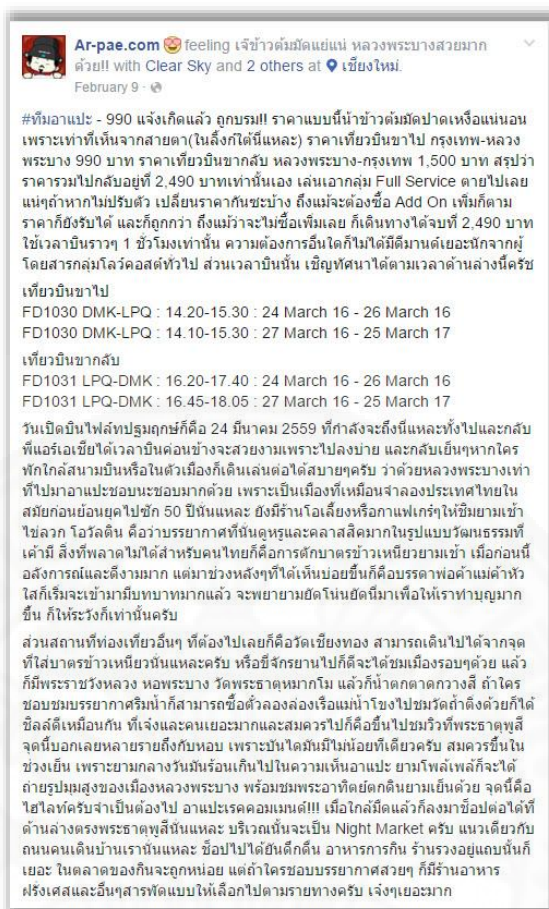 Ar-pae.com feeling เจ๊ข้าวต้มมัดแย่แน่ หลวงพระบางสวยมาก
ด้วย!! with Clear Sky and 2 others at เชียงใหม่.
February 9 ·
#ทีมอาแปะ - 990 แจ้งเกิดแล้ว ถูกบรม!! ราคาแบบนี้น้าข้าวต้มมัดปาดเหงื่อแน่นอน
เพราะเท่าที่เห็นจากสายตา(ในลิ้งก์ใต้นี่แหละ) ราคาเที่ยวบินขาไป กรุงเทพ-หลวง
พระบาง 990 บาท ราคาเที่ยวบินขากลับ หลวงพระบาง-กรุงเทพ 1,500 บาท สรุปว่า
ราคารวมไปกลับอยู่ที่ 2,490 บาทเท่านั้นเอง เล่นเอากลุ่ม Full Service ตายไปเลย
แน่ๆถ้าหากไม่ปรับตัว เปลี่ยนราคากันซะบ้าง ถึงแม้จะต้องซื้อ Add On เพิ่มก็ตาม
ราคาก็ยังรับได้ และก็ถูกกว่า ถึงแม้ว่าจะไม่ซื้อเพิ่มเลย ก็เดินทางได้จบที่ 2,490 บาท
ใช้เวลาบินราวๆ 1 ชั่วโมงเท่านั้น ความต้องการอื่นใดก็ไม่ได้มีดีมานด์เยอะนักจากผู้
โดยสารกลุ่มโลว์คอสต์ทั่วไป ส่วนเวลาบินนั้น เชิญทัศนาได้ตามเวลาด้านล่างนี้ครัช
เที่ยวบินขาไป
FD1030 DMK-LPQ : 14.20-15.30 : 24 March 16 - 26 March 16
FD1030 DMK-LPQ : 14.10-15.30 : 27 March 16 - 25 March 17
เที่ยวบินขากลับ
FD1031 LPQ-DMK : 16.20-17.40 : 24 March 16 - 26 March 16
FD1031 LPQ-DMK : 16.45-18.05 : 27 March 16 - 25 March 17
วันเปิดบินไฟล์ทปฐมฤกษ์ก็คือ 24 มีนาคม 2559 ที่กำลังจะถึงนี่แหละทั้งไปและกลับ
พี่แอร์เอเชียได้เวลาบินค่อนข้างจะสวยงามเพราะไปลงบ่าย และกลับเย็นๆหากใคร
พักใกล้สนามบินหรือในตัวเมืองก็เดินเล่นต่อได้สบายๆครับ ว่าด้วยหลวงพระบางเท่า
ที่ไปมาอาแปะชอบนะชอบมากด้วย เพราะเป็นเมืองที่เหมือนจำลองประเทศไทยใน
สมัยก่อนย้อนยุคไปซัก 50 ปีนั่นแหละ ยังมีร้านโอเลี้ยงหรือกาแฟเกร๋ๆให้ชิมยามเช้า
ไข่ลวก โอวัลติน คือว่าบรรยากาศที่นั่นดูหรูและคลาสสิคมากในรูปแบบวัฒนธรรมที่
เค้ามี สิ่งที่พลาดไม่ได้สำหรับคนไทยก็คือการตักบาตรข้าวเหนียวยามเช้า เมื่อก่อนนี้
อลังการณ์และดีงามมาก แต่มาช่วงหลังๆที่ได้เห็นบ่อยขึ้นก็คือบรรดาพ่อค้าแม่ค้าหัว
ใสก็เริ่มจะเข้ามามีบทบาทมากแล้ว จะพยายามยัดโน่นยัดนี่มาเพื่อให้เราทำบุญมาก
ขึ้น ก็ให้ระวังก็เท่านั้นครับ
ส่วนสถานที่ท่องเที่ยวอื่นๆ ที่ต้องไปเลยก็คือวัดเชียงทอง สามารถเดินไปได้จากจุด
ที่ใส่บาตรข้าวเหนียวนั่นแหละครับ หรือขี่จักรยานไปก็ดีจะได้ชมเมืองรอบๆด้วย แล้ว
ก็มีพระราชวังหลวง หอพระบาง วัดพระธาตุหมากโม แล้วก็น้ำตกตาดกวางสี ถ้าใคร
ชอบชมบรรยากาศริมน้ำก็สามารถซื้อตั๋วลองล่องเรือแม่น้ำโขงไปชมวัดถ้ำติ่งด้วยก็ได้
ชิลล์ดีเหมือนกัน ที่เจ๋งและคนเยอะมากและสมควรไปก็คือขึ้นไปชมวิวที่พระธาตุพูสี
จุดนี้บอกเลยหลายรายถึงกับหอบ เพราะบันไดมันมีไม่น้อยทีเดียวครับ สมควรขึ้นใน
ช่วงเย็น เพราะยามกลางวันมันร้อนเกินไปในความเห็นอาแปะ ยามโพล้เพล้ก็จะได้
ถ่ายรูปมุมสูงของเมืองหลวงพระบาง พร้อมชมพระอาทิตย์ตกดินยามเย็นด้วย จุดนี้คือ
ไฮไลท์ครับจำเป็นต้องไป อาแปะเรคคอมเมนต์!!! เมื่อใกล้มืดแล้วก็ลงมาช็อปต่อได้ที่
ด้านล่างตรงพระธาตุพูสีนั่นแหละ บริเวณนั้นจะเป็น Night Market ครับ แนวเดียวกับ
ถนนคนเดินบ้านเรานั่นแหละ ช็อปไปได้ยันดึกดื่น อาหารการกิน ร้านรวงอยู่แถบนั้นก็
เยอะ ในตลาดของกินจะถูกหน่อย แต่ถ้าใครชอบบรรยากาศสวยๆ ก็มีร้านอาหาร
ฝรั่งเศสและอื่นๆสารพัดแบบให้เลือกไปตามรายทางครับ เจ๋งๆเยอะมาก